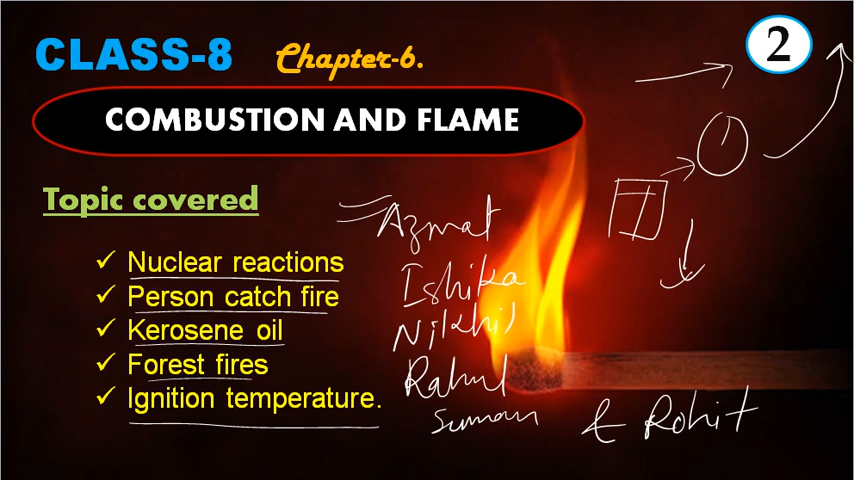 CLASS-8 Chapter-6.
2
COMBUSTION AND FLAME
Topic covered
Azmat
✓ Nuclear reactions
Ishika
✓ Person catch fire
✓ Kerosene oil
Nikhil
✓ Forest fires
Rahul
✓ Ignition temperature.
Suman & Rohit